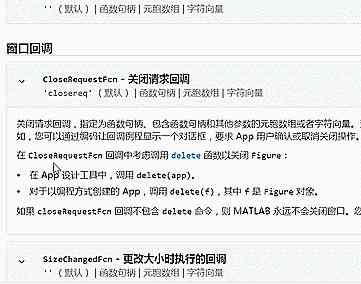 '' (默认) | 函数句柄 | 元胞数组 | 字符向量
窗口回调
CloseRequestFcn - 关闭请求回调
'closereq' (默认) | 函数句柄 | 元胞数组 | 字符向量
关闭请求回调，指定为函数句柄、包含函数句柄和其他参数的元胞数组或者字符向量。
如，您可以通过编码让回调例程显示一个对话框，要求 App 用户确认或取消关闭操作。
在 CloseRequestFcn 回调中考虑调用 delete 函数以关闭 Figure：
• 在 App 设计工具中，调用 delete(app)。
• 对于以编程方式创建的 App，调用 delete(f)，其中 f 是 Figure 对象。
如果 closeRequestFcn 回调不包含 delete 命令，则 MATLAB 永远不会关闭窗口。您
SizeChangedFcn - 更改大小时执行的回调
'' (默认) | 函数句柄 | 元胞数组 | 字符向量